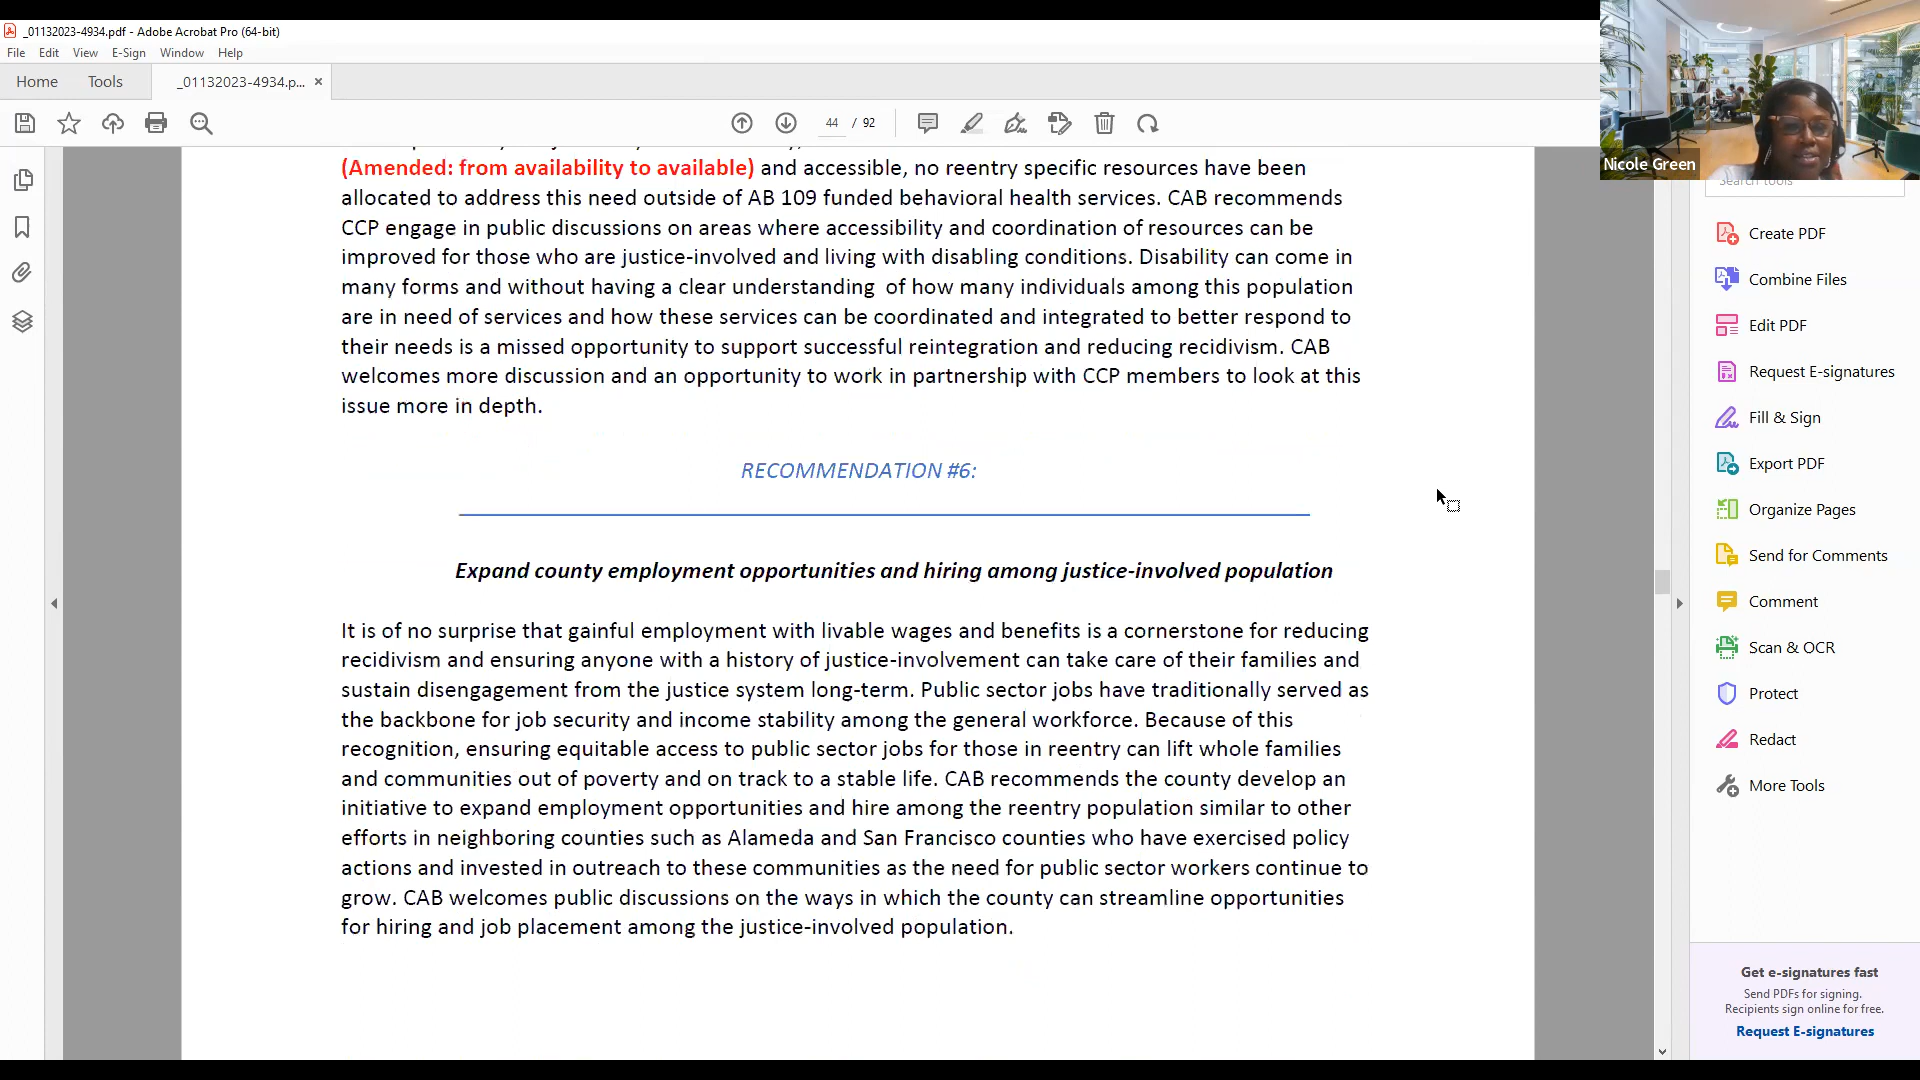 _01132023-4934.pdf - Adobe Acrobat Pro (64-bit)
File Edit View E-Sign Window Help
Home Tools _01132023-4934.p... ×
44 / 92
(Amended: from availability to available) and accessible, no reentry specific resources have been
allocated to address this need outside of AB 109 funded behavioral health services. CAB recommends
CCP engage in public discussions on areas where accessibility and coordination of resources can be
improved for those who are justice-involved and living with disabling conditions. Disability can come in
many forms and without having a clear understanding  of how many individuals among this population
are in need of services and how these services can be coordinated and integrated to better respond to
their needs is a missed opportunity to support successful reintegration and reducing recidivism. CAB
welcomes more discussion and an opportunity to work in partnership with CCP members to look at this
issue more in depth.
RECOMMENDATION #6:
Expand county employment opportunities and hiring among justice-involved population
It is of no surprise that gainful employment with livable wages and benefits is a cornerstone for reducing
recidivism and ensuring anyone with a history of justice-involvement can take care of their families and
sustain disengagement from the justice system long-term. Public sector jobs have traditionally served as
the backbone for job security and income stability among the general workforce. Because of this
recognition, ensuring equitable access to public sector jobs for those in reentry can lift whole families
and communities out of poverty and on track to a stable life. CAB recommends the county develop an
initiative to expand employment opportunities and hire among the reentry population similar to other
efforts in neighboring counties such as Alameda and San Francisco counties who have exercised policy
actions and invested in outreach to these communities as the need for public sector workers continue to
grow. CAB welcomes public discussions on the ways in which the county can streamline opportunities
for hiring and job placement among the justice-involved population.
Nicole Green
Search tools
Create PDF
Combine Files
Edit PDF
Request E-signatures
Fill & Sign
Export PDF
Organize Pages
Send for Comments
Comment
Scan & OCR
Protect
Redact
More Tools
Get e-signatures fast
Send PDFs for signing.
Recipients sign online for free.
Request E-signatures